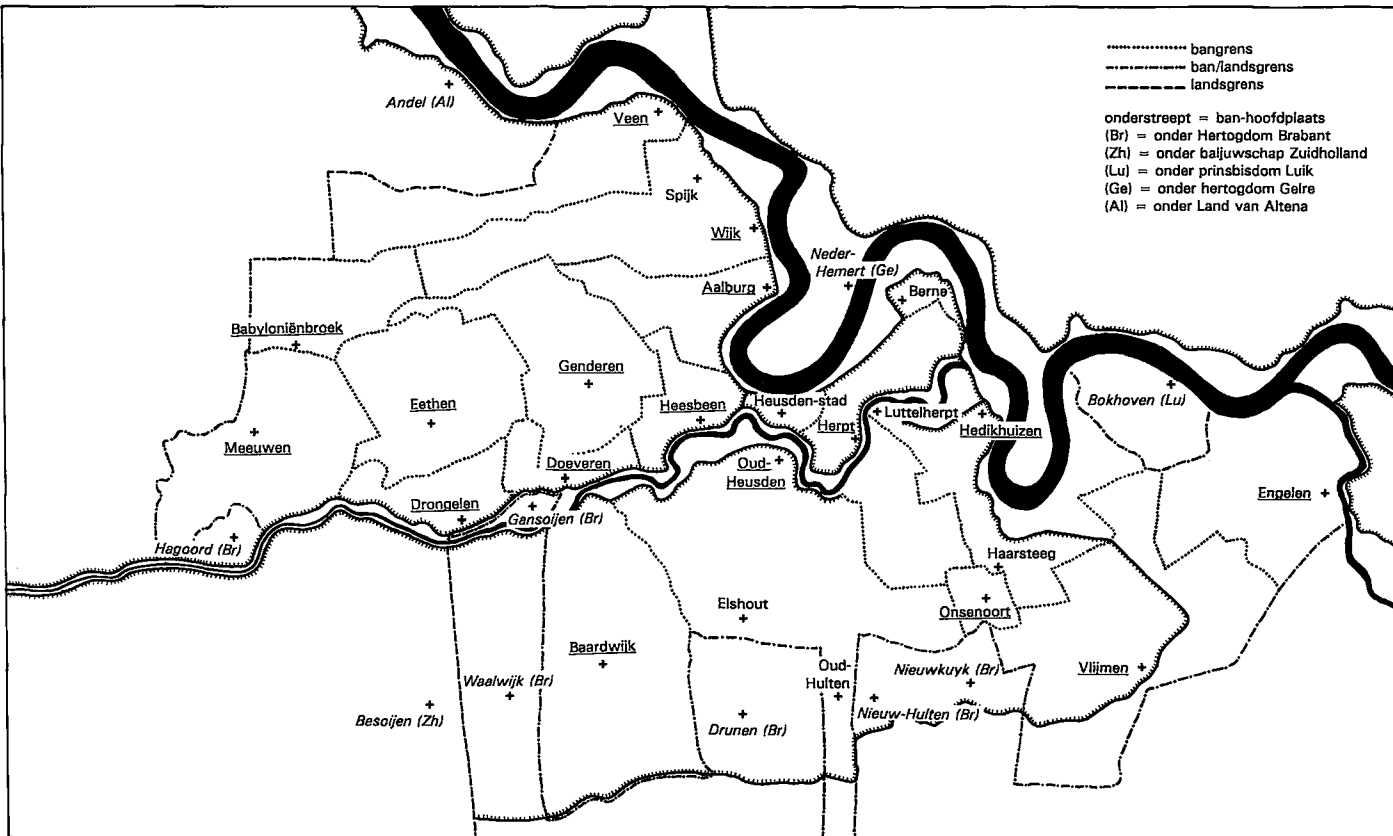 bangrens
ban/landsgrens
landsgrens
onderstreept = ban-hoofdplaats
(Br) = onder Hertogdom Brabant
(Zh) = onder baljuwschap Zuidholland
(Lu) = onder prinsbisdom Luik
(Ge) = onder hertogdom Gelre
(Al) = onder Land van Altena
Andel (Al)
Veen
Spijk
Wijk
Neder-
Hemert (Ge)
Aalburg
Berne
Babyloniënbroek
Genderen
Eethen
Heesbeen
Heusden-stad
Luttelherpt
Bokhoven (Lu)
Herpt
Hedikhuizen
Meeuwen
Doeveren
Oud-
Heusden
Engelen
Drongelen
Gansoijen (Br)
Hagoord (Br)
Haarsteeg
Elshout
Onsenoort
Baardwijk
Oud-
Hulten
Nieuwkuyk (Br)
Vlijmen
Waalwijk (Br)
Besoijen (Zh)
Drunen (Br)
Nieuw-Hulten (Br)